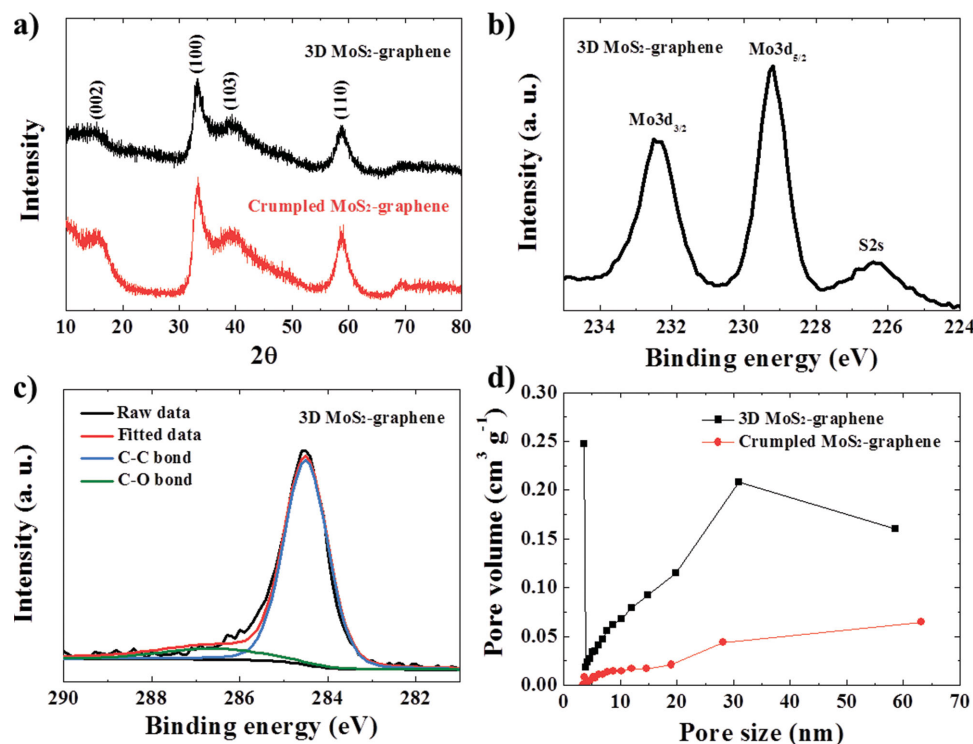 a)
3D MoS₂-graphene
(002)
(100)
(103)
(110)
Crumpled MoS₂-graphene
Intensity
10 20 30 40 50 60 70 80
2θ
b)
3D MoS₂-graphene
Mo3d₃/₂
Mo3d₅/₂
S2s
Intensity (a. u.)
234 232 230 228 226 224
Binding energy (eV)
c)
Raw data
Fitted data
C-C bond
C-O bond
3D MoS₂-graphene
Intensity (a. u.)
290 288 286 284 282
Binding energy (eV)
d)
3D MoS₂-graphene
Crumpled MoS₂-graphene
Pore volume (cm³ g⁻¹)
0.30
0.25
0.20
0.15
0.10
0.05
0.00
0 10 20 30 40 50 60 70
Pore size (nm)